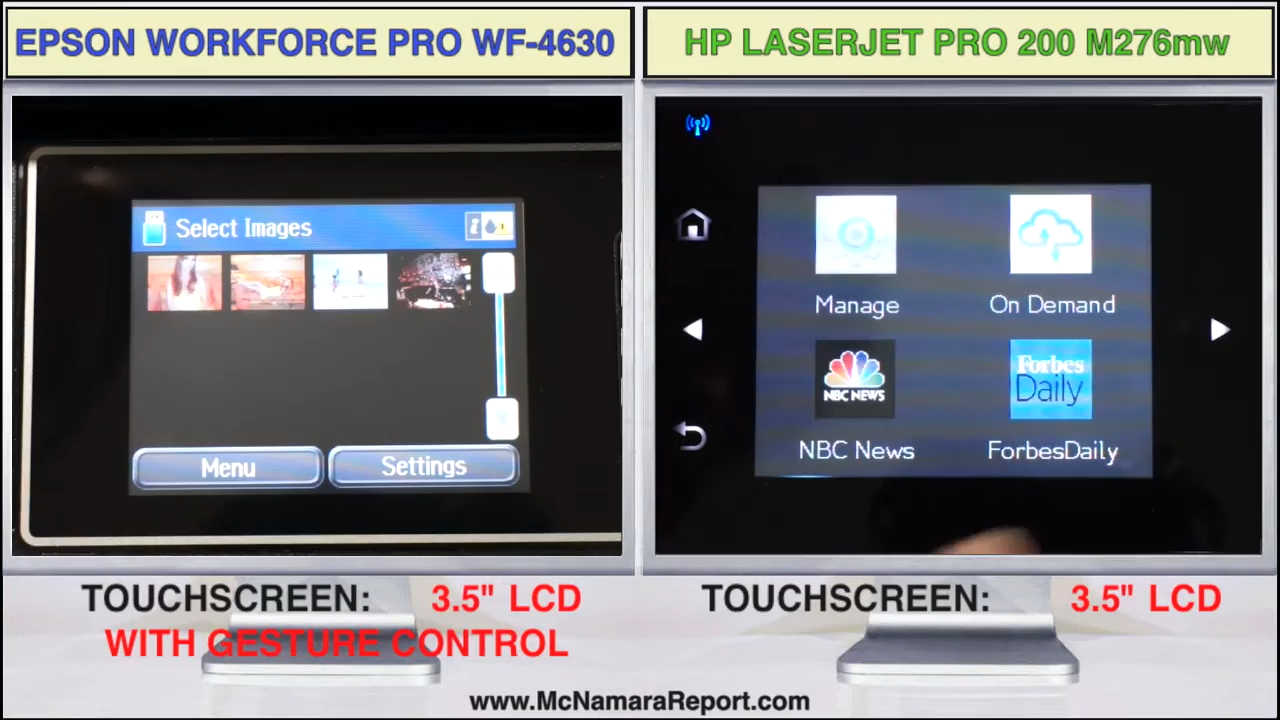 EPSON WORKFORCE PRO WF-4630
HP LASERJET PRO 200 M276mw
Select Images
Menu
Settings
Manage
On Demand
NBC NEWS
Forbes
Daily
NBC News
ForbesDaily
TOUCHSCREEN: 3.5" LCD
WITH GESTURE CONTROL
TOUCHSCREEN: 3.5" LCD
www.McNamaraReport.com